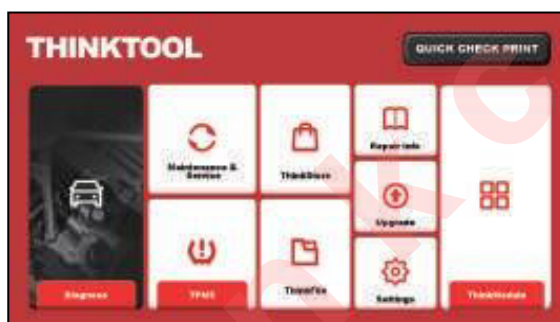 THINKTOOL
QUICK CHECK PRINT
Maintenance &
Service
ThinkStore
Repair info
Upgrade
Diagnose
TPMS
ThinkFile
Settings
ThinkModule